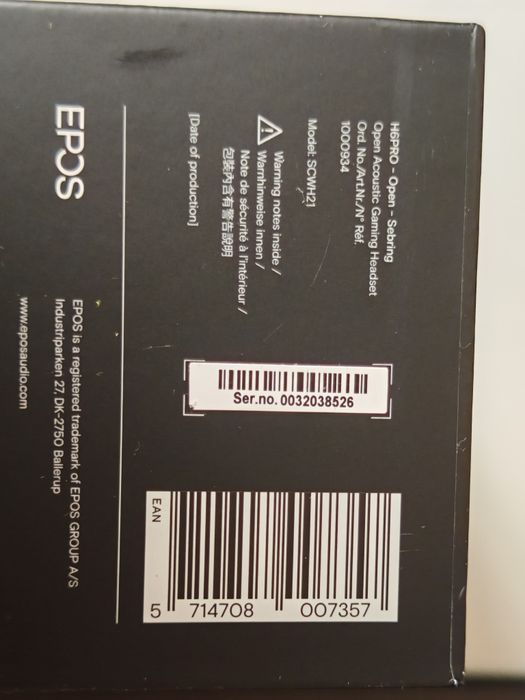 H6PRO - Open - Sebring
Open Acoustic Gaming Headset
Ord. No./Art.Nr./N° Réf.
1000934
Model: SCWH21
Warning notes inside /
Warnhinweise innen /
Note de sécurité à l'intérieur /
包裝內含有警告說明
[Date of production]
Ser.no. 0032038526
EAN
5 714708 007357
EPOS
EPOS is a registered trademark of EPOS GROUP A/S
Industriparken 27, DK-2750 Ballerup
www.eposaudio.com